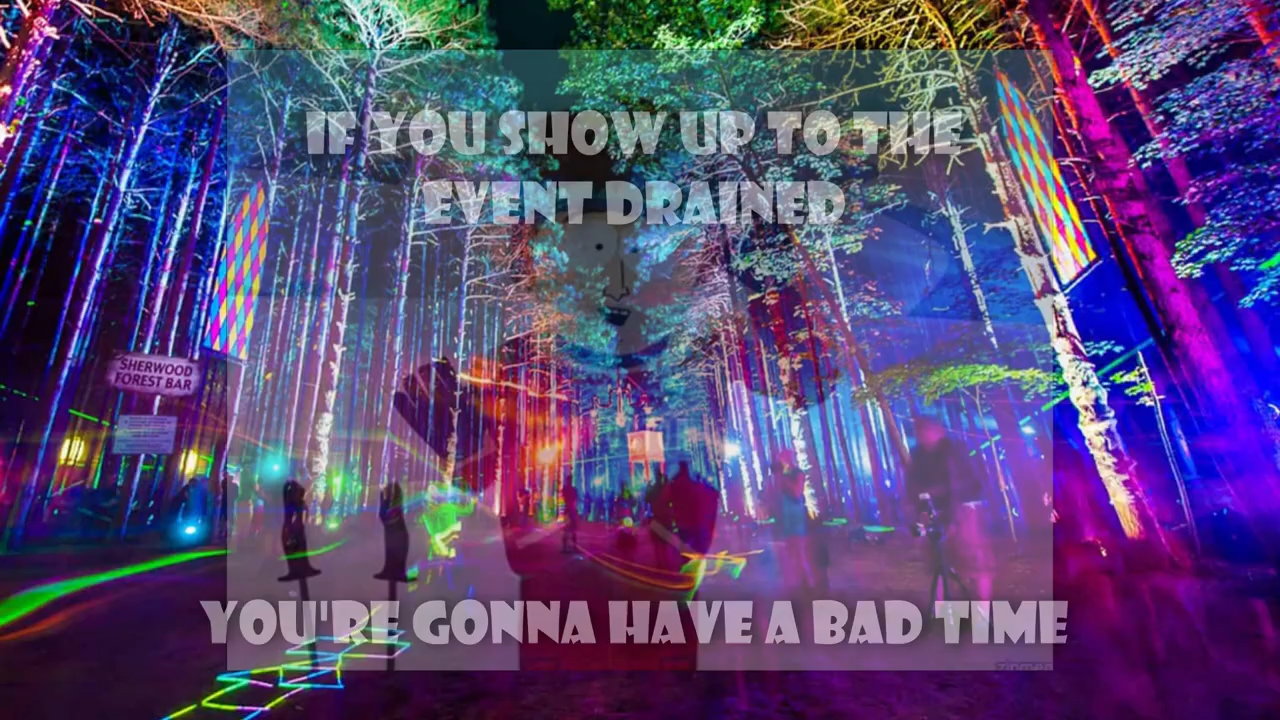 IF YOU SHOW UP TO THE
EVENT DRAINED
SHERWOOD
FOREST BAR
YOU'RE GONNA HAVE A BAD TIME